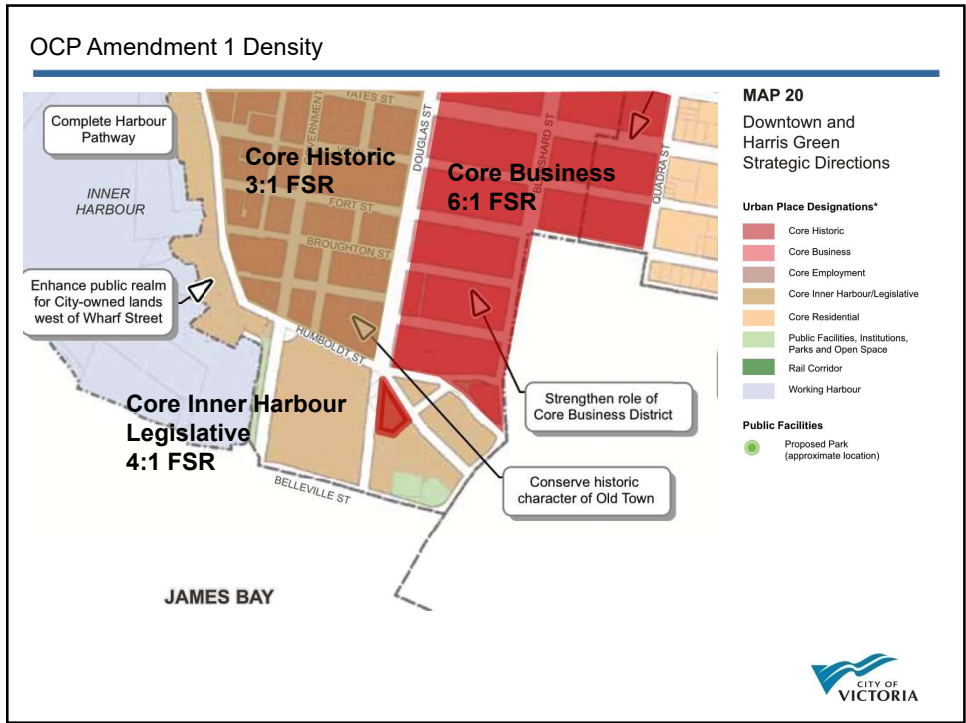 OCP Amendment 1 Density
YATES ST
Complete Harbour
Pathway
INNER
HARBOUR
Core Historic
3:1 FSR
GOVERNMENT
FORT ST
BROUGHTON ST
DOUGLAS ST
Core Business
6:1 FSR
BLANSHARD ST
QUADRA ST
Enhance public realm
for City-owned lands
west of Wharf Street
HUMBOLDT ST
Core Inner Harbour
Legislative
4:1 FSR
BELLEVILLE ST
Strengthen role of
Core Business District
Conserve historic
character of Old Town
JAMES BAY
MAP 20
Downtown and
Harris Green
Strategic Directions
Urban Place Designations*
Core Historic
Core Business
Core Employment
Core Inner Harbour/Legislative
Core Residential
Public Facilities, Institutions,
Parks and Open Space
Rail Corridor
Working Harbour
Public Facilities
Proposed Park
(approximate location)
CITY OF
VICTORIA